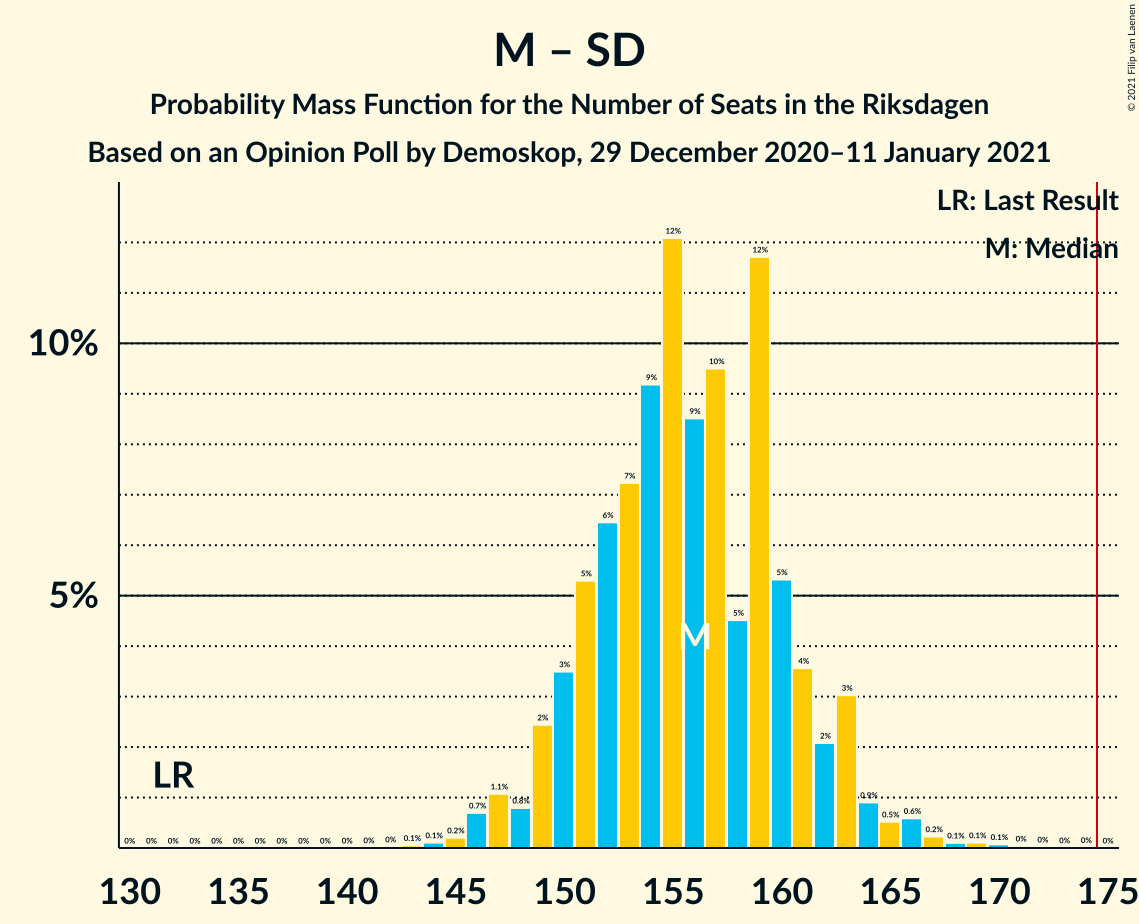 M – SD
Probability Mass Function for the Number of Seats in the Riksdagen
Based on an Opinion Poll by Demoskop, 29 December 2020–11 January 2021
© 2021 Filip van Laenen
LR: Last Result
M: Median
10%
5%
0% 0% 0% 0% 0% 0% 0% 0% 0% 0% 0% 0% 0% 0.1% 0.1% 0.2% 0.7% 1.1% 0.8% 2% 3% 5% 6% 7% 9% 12% 9% 10% 5% 12% 5% 4% 2% 3% 0.9% 0.5% 0.6% 0.2% 0.1% 0.1% 0.1% 0% 0% 0% 0% 0%
M
LR
130 135 140 145 150 155 160 165 170 175